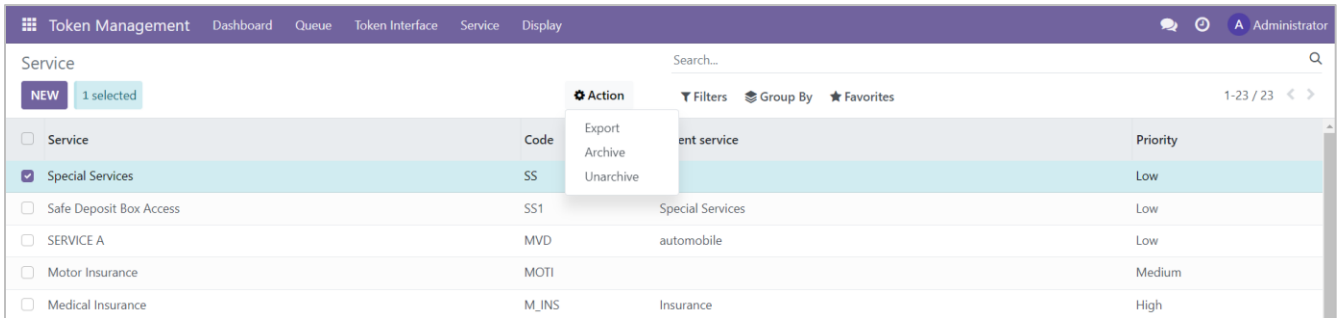 Token Management Dashboard Queue Token Interface Service Display A Administrator
Service Search...
NEW 1 selected Action Filters Group By Favorites 1-23 / 23
Export
Archive
Unarchive
Service Code ent service Priority
Special Services SS Low
Safe Deposit Box Access SS1 Special Services Low
SERVICE A MVD automobile Low
Motor Insurance MOTI Medium
Medical Insurance M_INS Insurance High